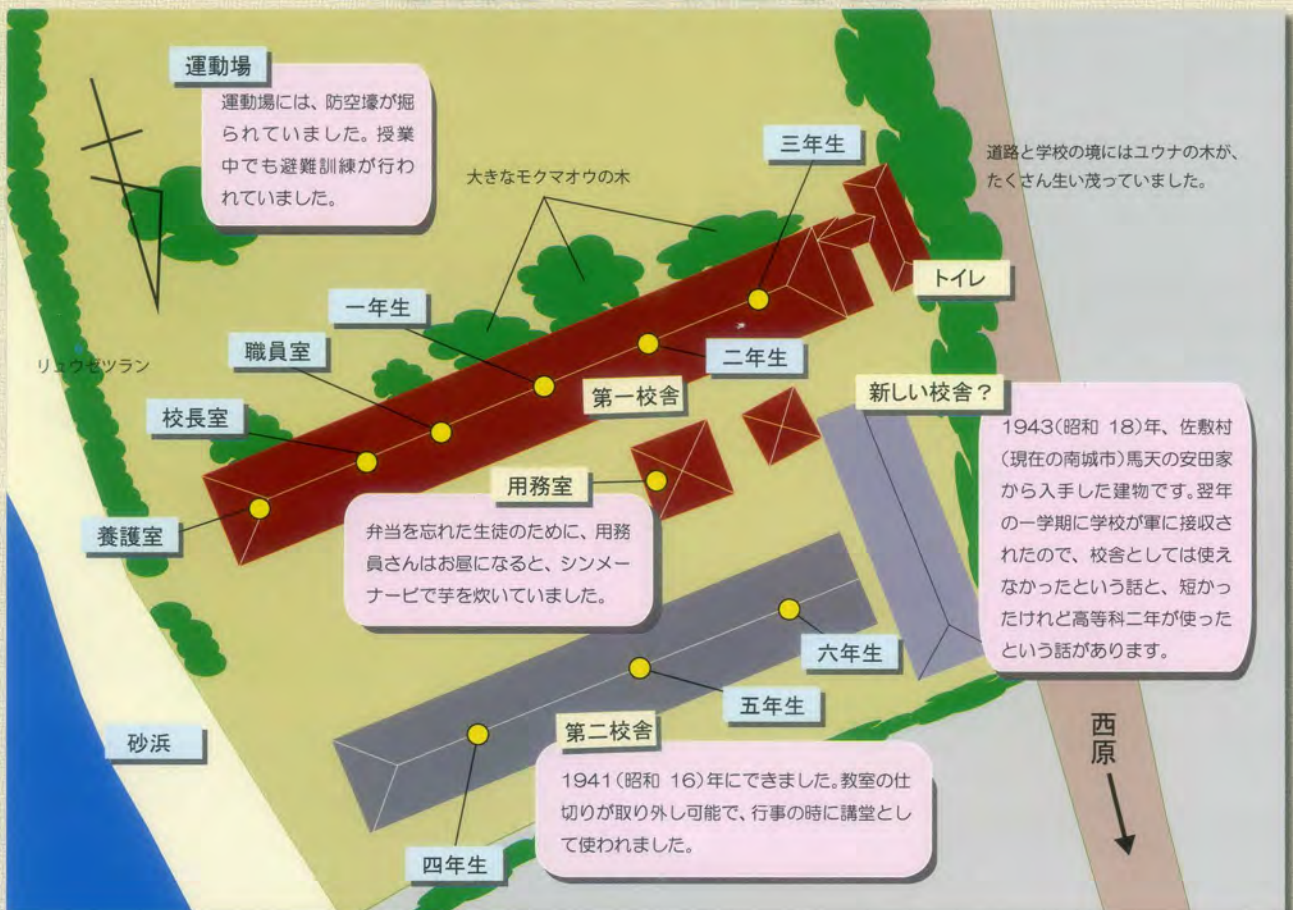 運動場
運動場には、防空壕が掘
られていました。授業
中でも避難訓練が行わ
れていました。
大きなモクマオウの木
三年生
道路と学校の境にはユウナの木が、
たくさん生い茂っていました。
トイレ
一年生
職員室
二年生
リュウゼツラン
校長室
第一校舎
新しい校舎？
1943(昭和 18)年、佐敷村
(現在の南城市)馬天の安田家
から入手した建物です。翌年
の一学期に学校が軍に接収さ
れたので、校舎としては使え
なかったという話と、短かっ
たけれど高等科二年が使った
という話があります。
用務室
弁当を忘れた生徒のために、用務
員さんはお昼になると、シンメー
ナービで芋を炊いていました。
養護室
六年生
五年生
第二校舎
1941(昭和 16)年にできました。教室の仕
切りが取り外し可能で、行事の時に講堂とし
て使われました。
四年生
砂浜
西原